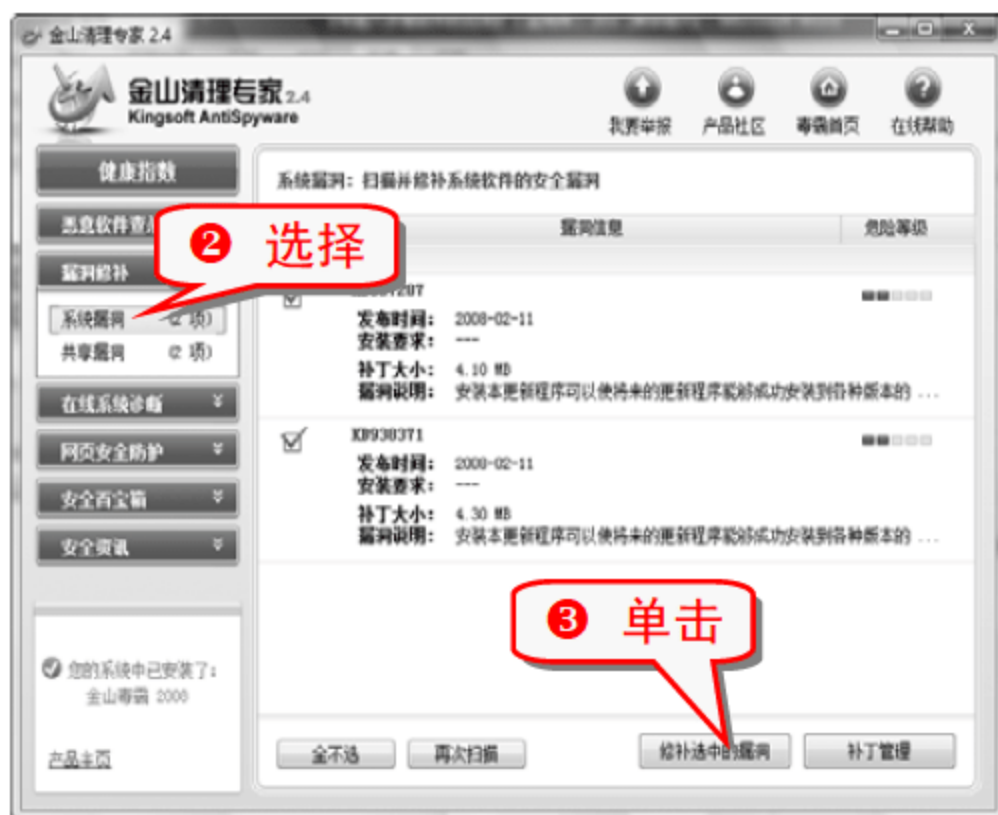 金山清理专家 2.4
金山清理专家 2.4
Kingsoft AntiSpyware
我要举报 产品社区 毒霸首页 在线帮助
健康指数
系统漏洞：扫描并修补系统软件的安全漏洞
恶意软件查
❷ 选择
漏洞信息 危险等级
漏洞修补
系统漏洞 (2 项)
发布时间： 2008-02-11
安装要求： ---
共享漏洞 (2 项)
补丁大小： 4.10 MB
漏洞说明： 安装本更新程序可以使将来的更新程序能够成功安装到各种版本的 ...
在线系统诊断
KB938371
网页安全防护
发布时间： 2008-02-11
安装要求： ---
安全百宝箱
补丁大小： 4.30 MB
漏洞说明： 安装本更新程序可以使将来的更新程序能够成功安装到各种版本的 ...
安全资讯
❸ 单击
您的系统中已安装了：
金山毒霸 2008
产品主页
全不选 再次扫描 修补选中的漏洞 补丁管理